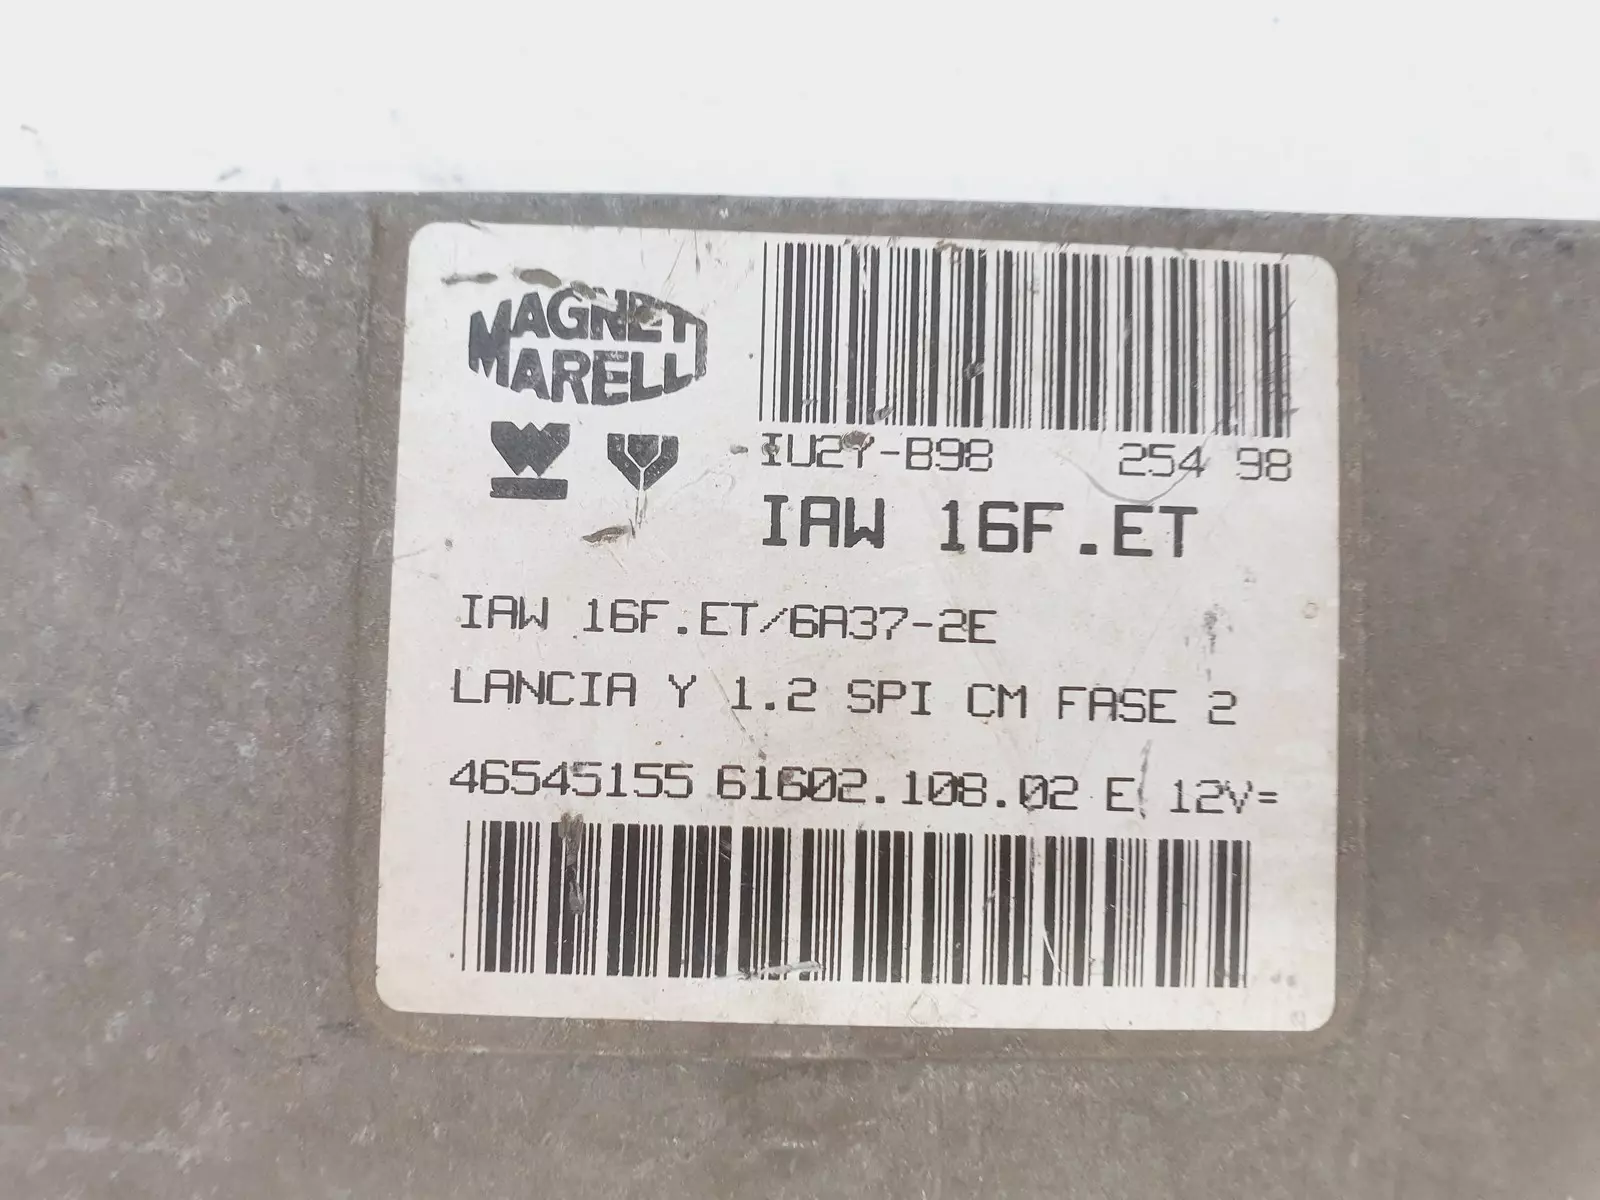 MAGNETI
MARELLI
IU2Y-B98 254 98
IAW 16F.ET
IAW 16F.ET/6A37-2E
LANCIA Y 1.2 SPI CM FASE 2
46545155 61602.108.02 E 12V=